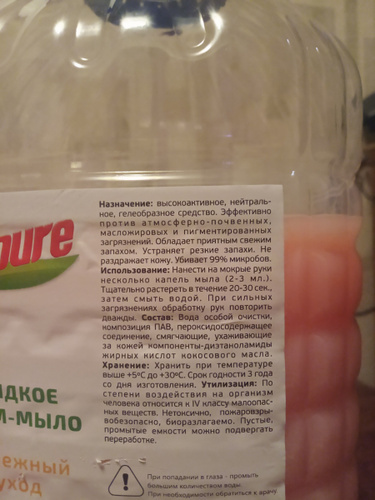 pure
Назначение: высокоактивное, нейтраль-
ное, гелеобразное средство. Эффективно
против атмосферно-почвенных,
масложировых и пигментированных
загрязнений. Обладает приятным свежим
запахом. Устраняет резкие запахи. Не
раздражает кожу. Убивает 99% микробов.
Использование: Нанести на мокрые руки
несколько капель мыла (2-3 мл.).
Тщательно растереть в течение 20-30 сек.,
затем смыть водой. При сильных
загрязнениях обработку рук повторить
дважды. Состав: Вода особой очистки,
композиция ПАВ, пероксидосодержащее
соединение, смягчающие, ухаживающие
за кожей компоненты-диэтаноламиды
жирных кислот кокосового масла.
Хранение: Хранить при температуре
выше +5°С до +30°С. Срок годности 3 года
со дня изготовления. Утилизация: По
степени воздействия на организм
человека относится к IV классу малоопас-
ных веществ. Нетоксично, пожаровзры-
вобезопасно, биоразлагаемо. Пустые,
промытые емкости можно подвергать
переработке.
ДКОЕ
М-МЫЛО
ЕЖНЫЙ
УХОД
При попадании в глаза - промыть
большим количеством воды.
При необходимости обратиться к врачу